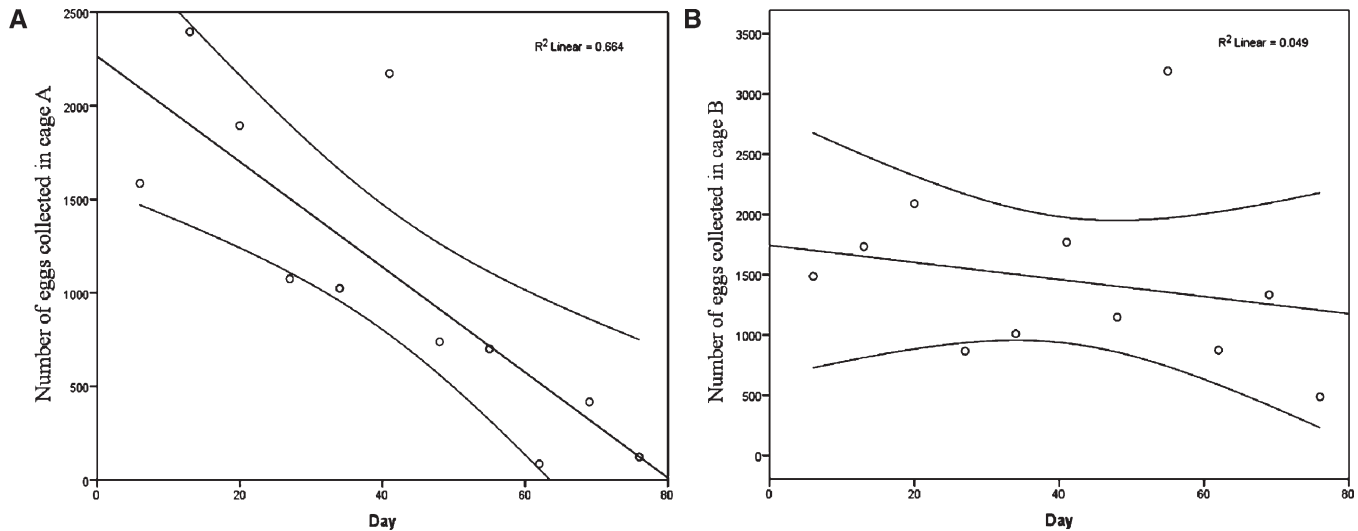 A
R² Linear = 0.664
Number of eggs collected in cage A
2500
2000
1500
1000
500
0
0 20 40 60 80
Day
B
R² Linear = 0.049
Number of eggs collected in cage B
3500
3000
2500
2000
1500
1000
500
0
0 20 40 60 80
Day